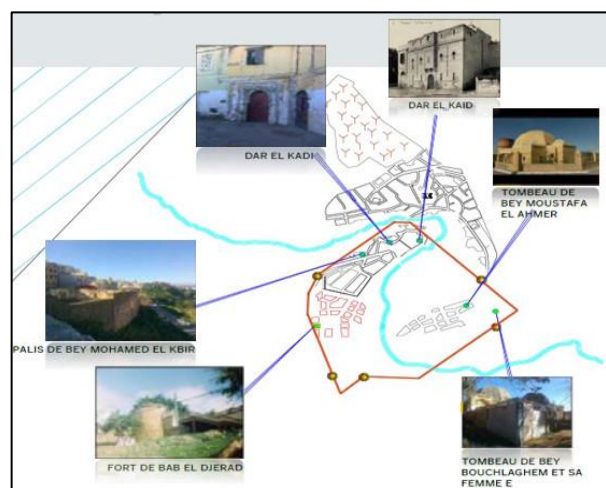 DAR EL KAID
DAR EL KADI
TOMBEAU DE
BEY MOUSTAFA
EL AHMER
PALIS DE BEY MOHAMED EL KBIR
FORT DE BAB EL DJERAD
TOMBEAU DE BEY
BOUCHLAGHEM ET SA
FEMME E